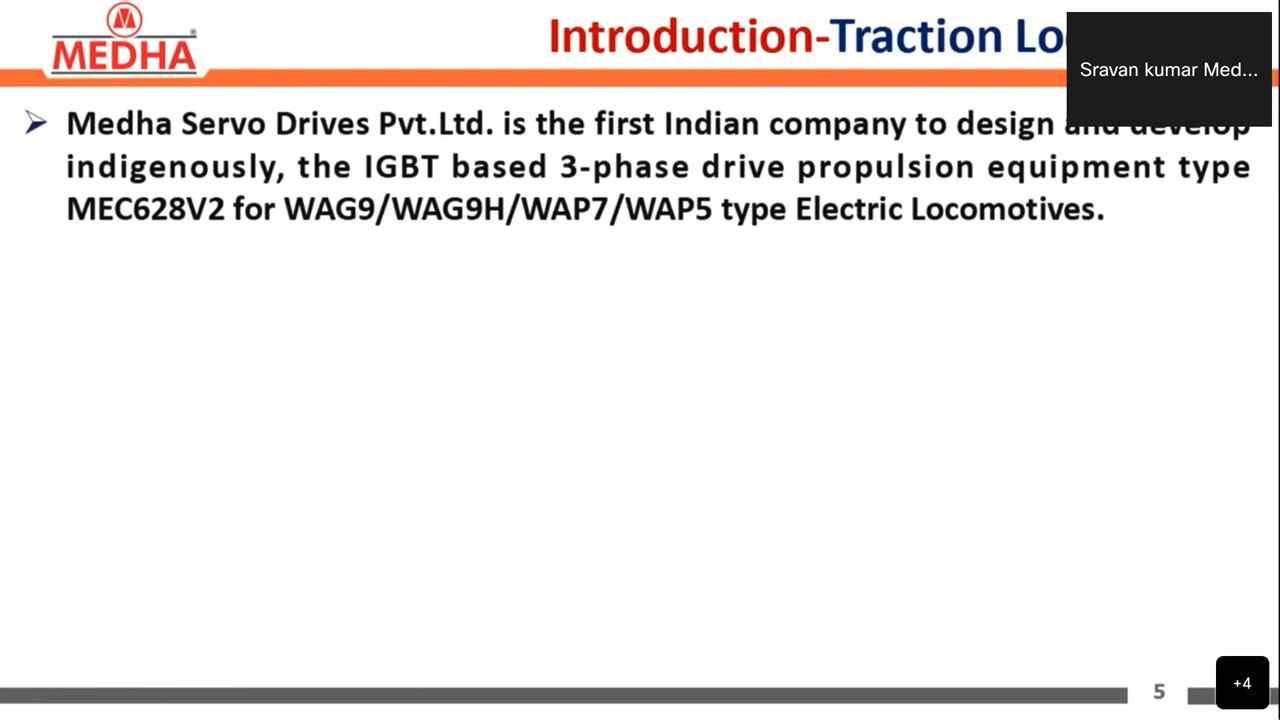 MEDHA
Introduction-Traction
Sravan kumar Med...
Medha Servo Drives Pvt.Ltd. is the first Indian company to design and develop
indigenously, the IGBT based 3-phase drive propulsion equipment type
MEC628V2 for WAG9/WAG9H/WAP7/WAP5 type Electric Locomotives.
5
+4